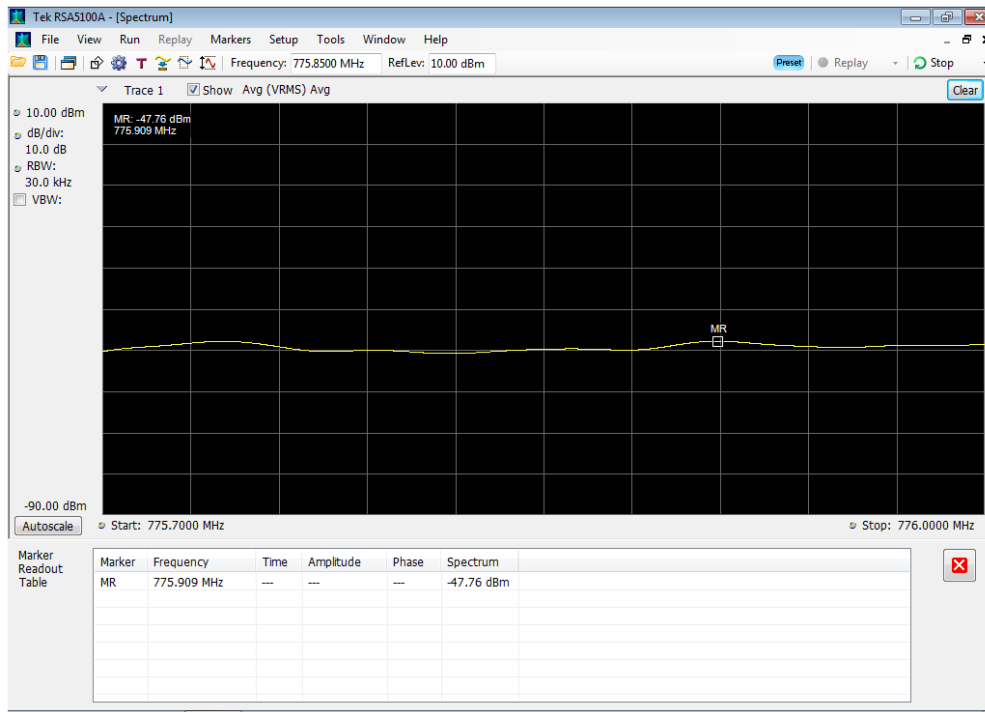 Tek RSA5100A - [Spectrum]
File View Run Replay Markers Setup Tools Window Help
T Frequency: 775.8500 MHz RefLev: 10.00 dBm Preset Replay Stop
Trace 1 Show Avg (VRMS) Avg Clear
10.00 dBm
dB/div:
10.0 dB
RBW:
30.0 kHz
VBW:
MR: -47.76 dBm
775.909 MHz
MR
-90.00 dBm
Autoscale Start: 775.7000 MHz Stop: 776.0000 MHz
Marker
Readout
Table
Marker Frequency Time Amplitude Phase Spectrum
MR 775.909 MHz --- --- --- -47.76 dBm